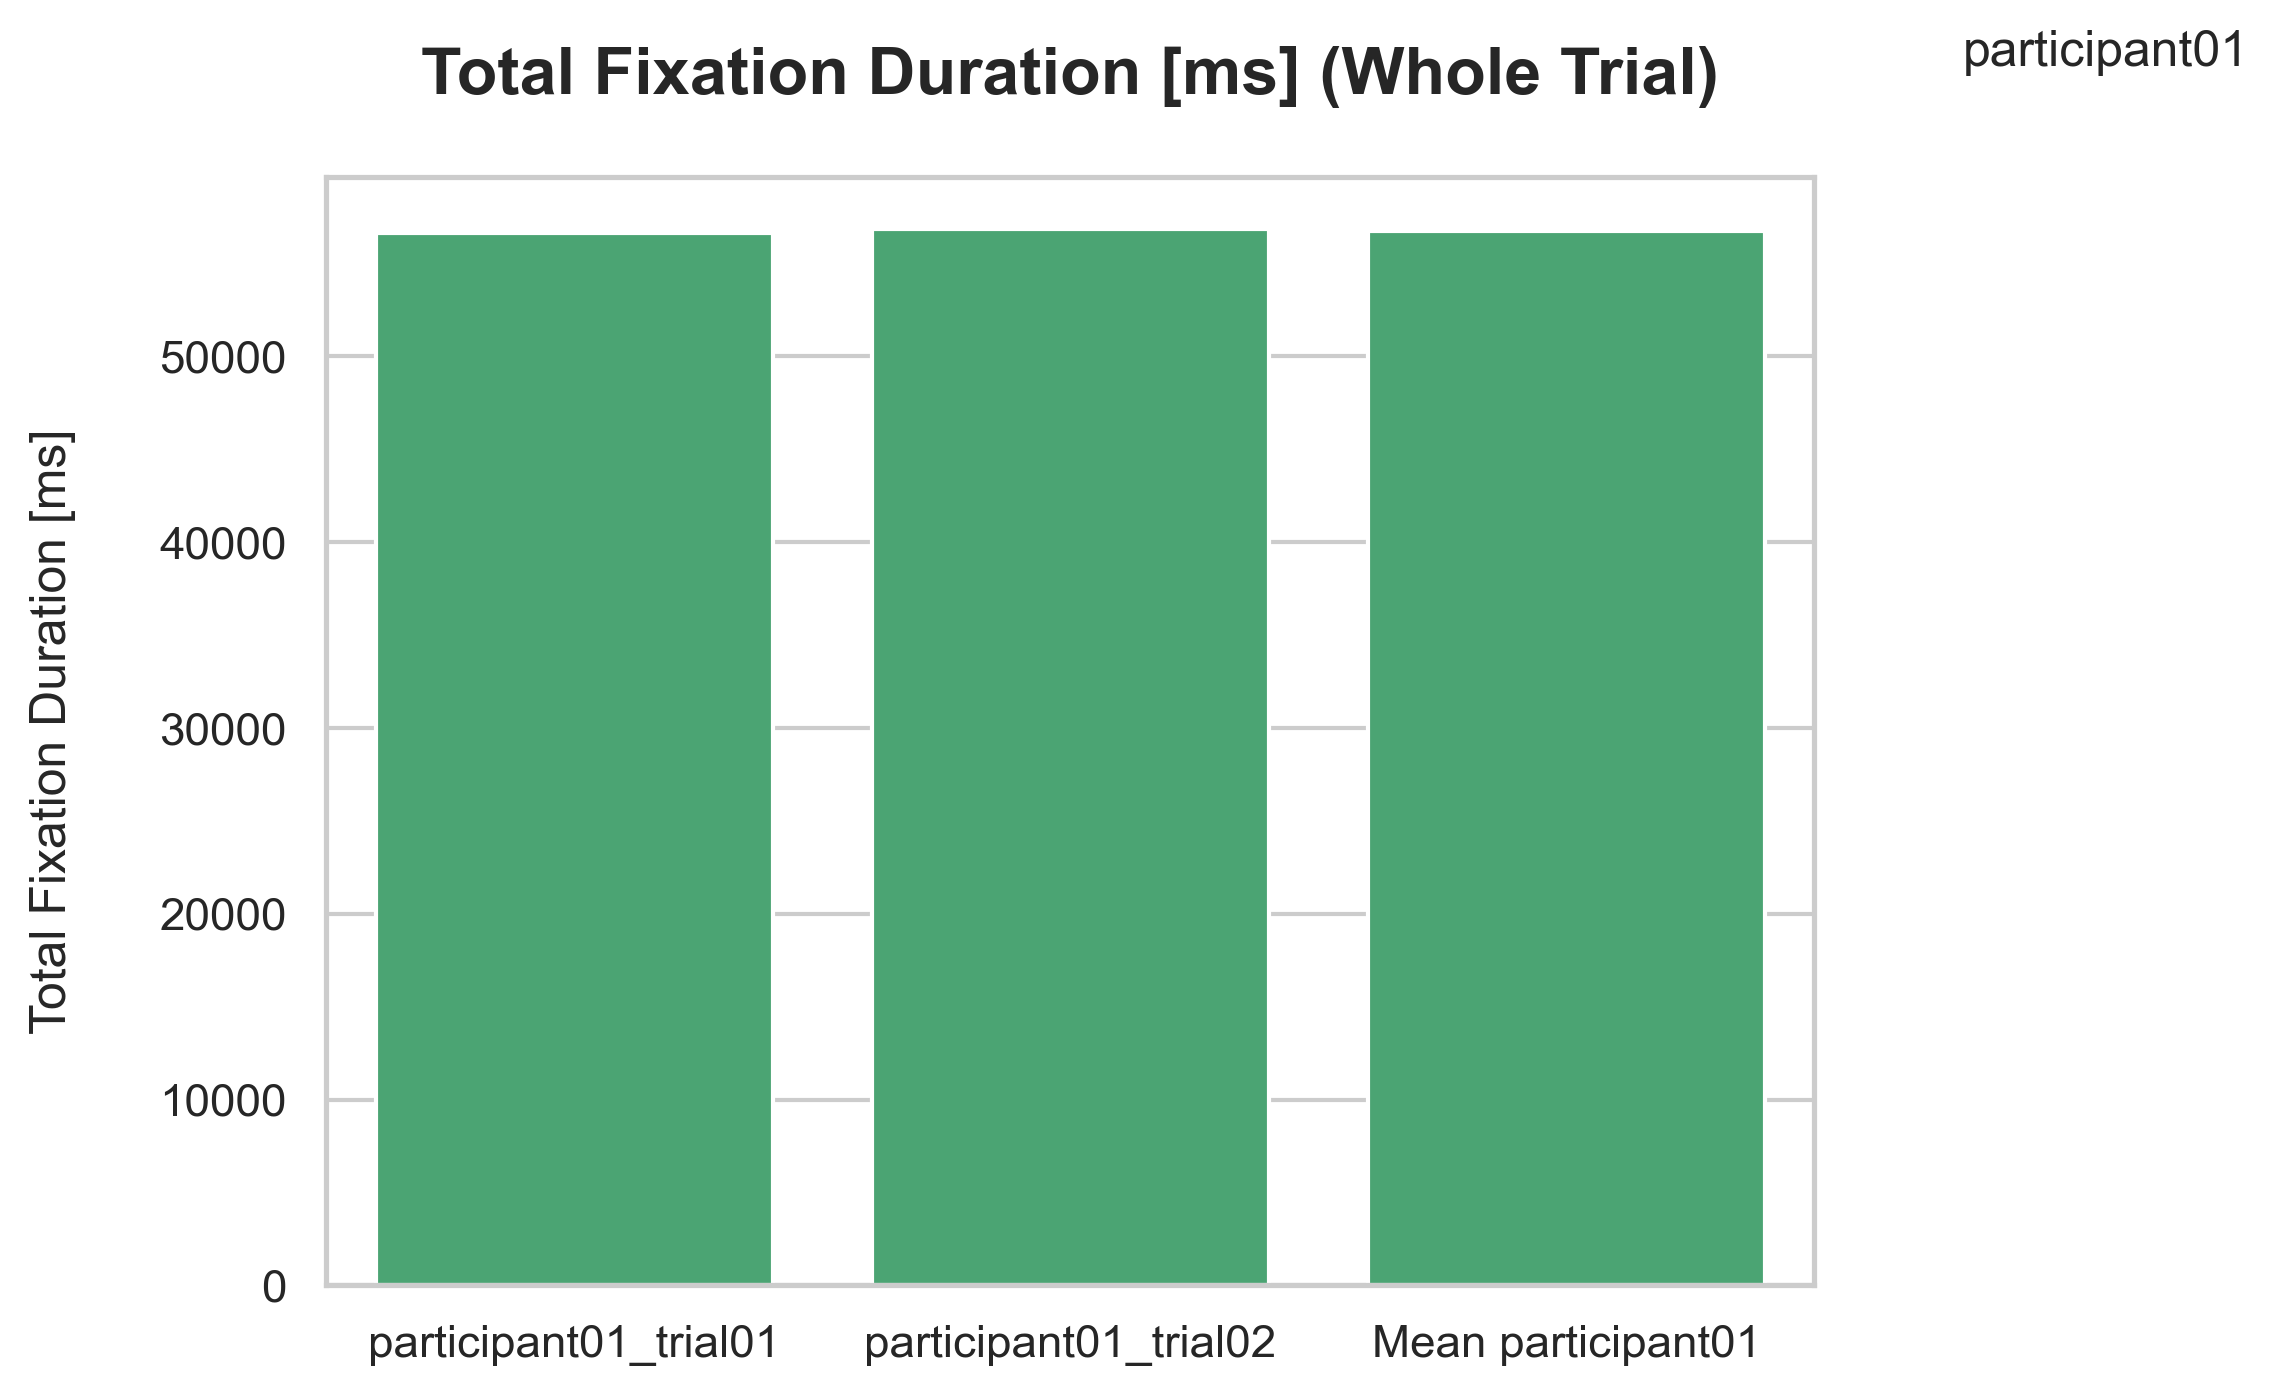 Total Fixation Duration [ms] (Whole Trial)
participant01
Total Fixation Duration [ms]
50000
40000
30000
20000
10000
0
participant01_trial01
participant01_trial02
Mean participant01